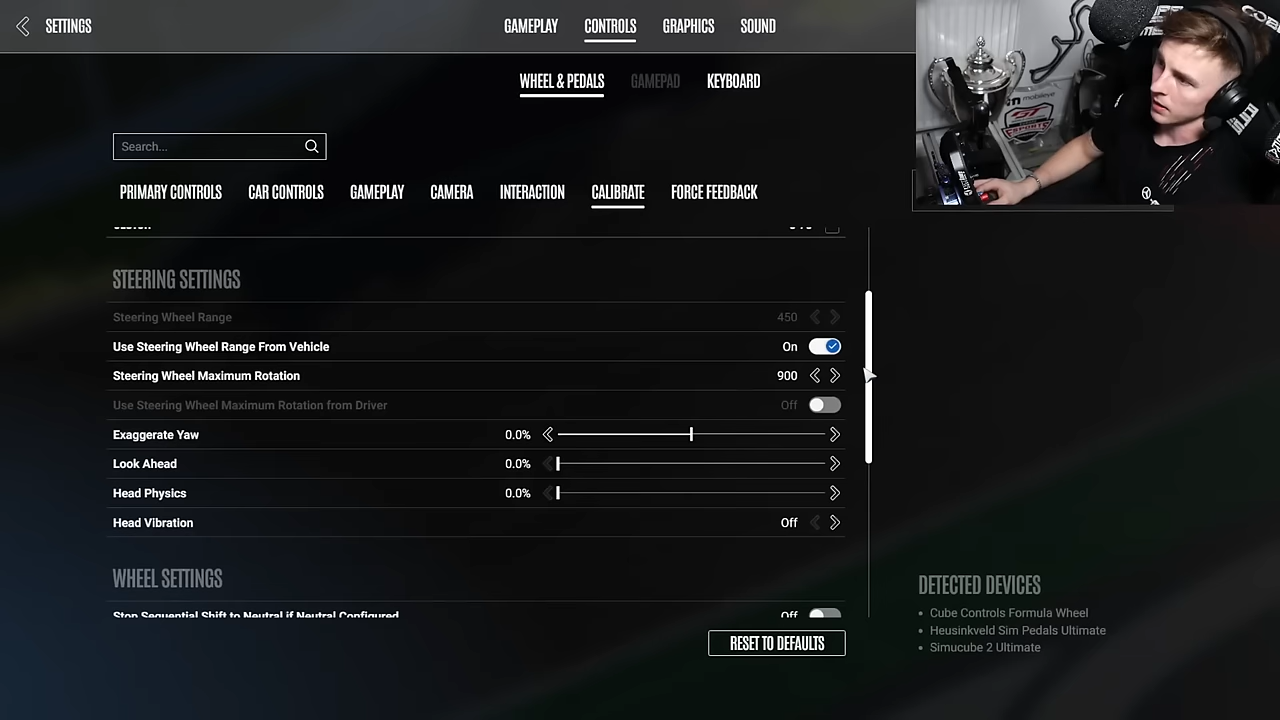 SETTINGS
GAMEPLAY CONTROLS GRAPHICS SOUND
WHEEL & PEDALS GAMEPAD KEYBOARD
Search...
PRIMARY CONTROLS CAR CONTROLS GAMEPLAY CAMERA INTERACTION CALIBRATE FORCE FEEDBACK
STEERING SETTINGS
Steering Wheel Range 450
Use Steering Wheel Range From Vehicle On
Steering Wheel Maximum Rotation 900
Use Steering Wheel Maximum Rotation from Driver Off
Exaggerate Yaw 0.0%
Look Ahead 0.0%
Head Physics 0.0%
Head Vibration Off
WHEEL SETTINGS
Stop Sequential Shift to Neutral if Neutral Configured Off
RESET TO DEFAULTS
DETECTED DEVICES
• Cube Controls Formula Wheel
• Heusinkveld Sim Pedals Ultimate
• Simucube 2 Ultimate
mobileye
GT
ESPORTS